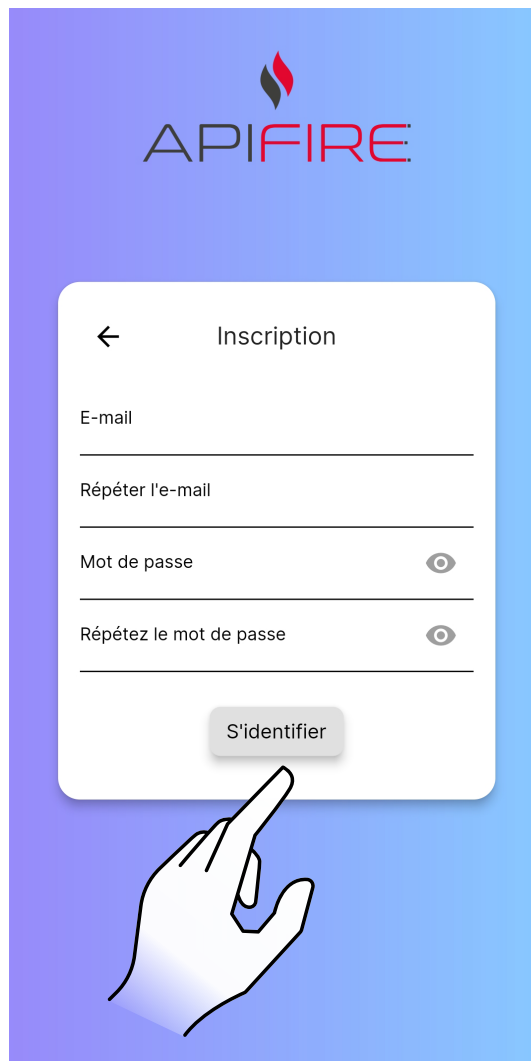 APIFIRE
Inscription
E-mail
Répéter l'e-mail
Mot de passe
Répétez le mot de passe
S'identifier